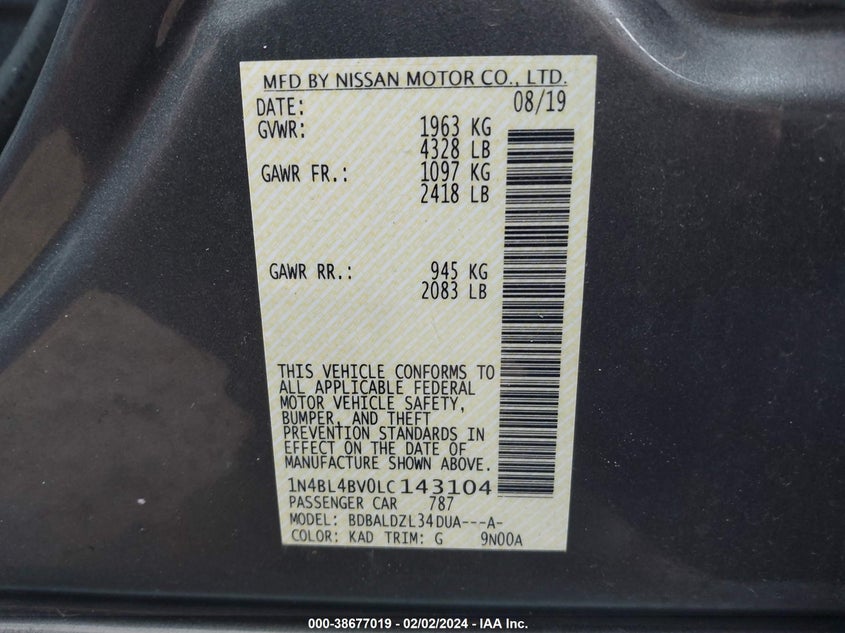 MFD BY NISSAN MOTOR CO., LTD.
DATE: 08/19
GVWR: 1963 KG
4328 LB
GAWR FR.: 1097 KG
2418 LB
GAWR RR.: 945 KG
2083 LB
THIS VEHICLE CONFORMS TO
ALL APPLICABLE FEDERAL
MOTOR VEHICLE SAFETY,
BUMPER, AND THEFT
PREVENTION STANDARDS IN
EFFECT ON THE DATE OF
MANUFACTURE SHOWN ABOVE.
1N4BL4BV0LC143104
PASSENGER CAR 787
MODEL: BDBALDZL34DUA---A-
COLOR: KAD TRIM: G 9N00A
000-38677019 - 02/02/2024 - IAA Inc.